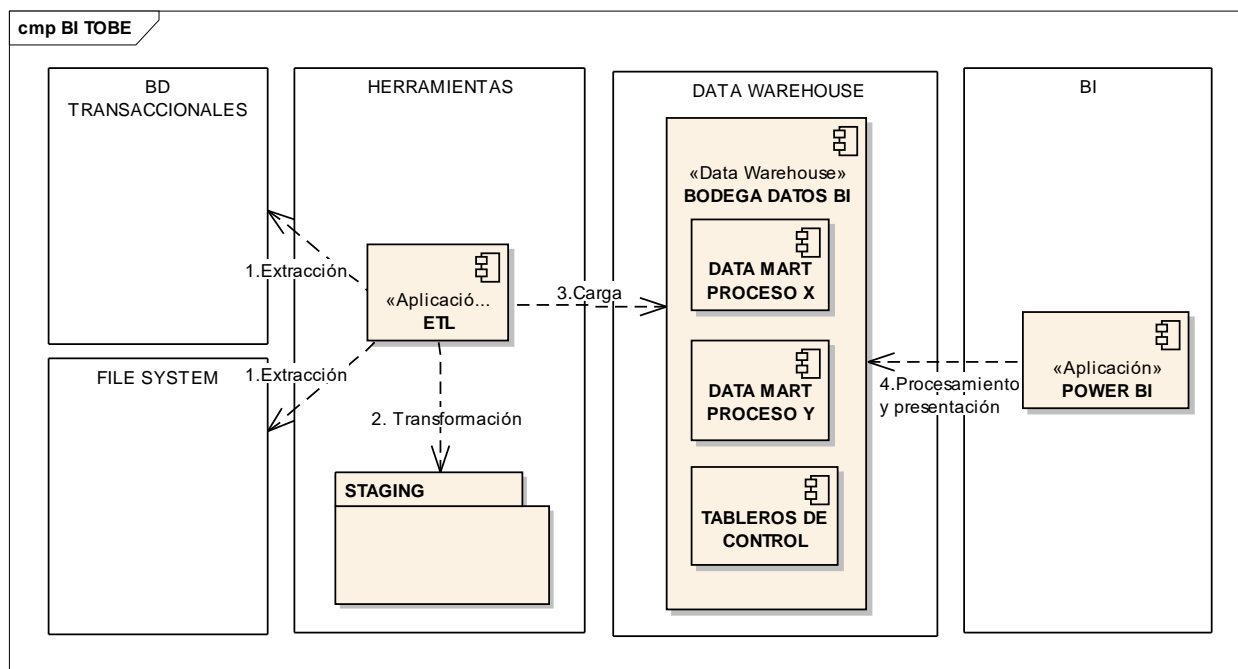 cmp BI TOBE
BD
TRANSACCIONALES
HERRAMIENTAS
DATA WAREHOUSE
BI
«Data Warehouse»
BODEGA DATOS BI
DATA MART
PROCESO X
1.Extracción
«Aplicació...
ETL
3.Carga
FILE SYSTEM
1.Extracción
2. Transformación
DATA MART
PROCESO Y
4.Procesamiento
y presentación
«Aplicación»
POWER BI
STAGING
TABLEROS DE
CONTROL